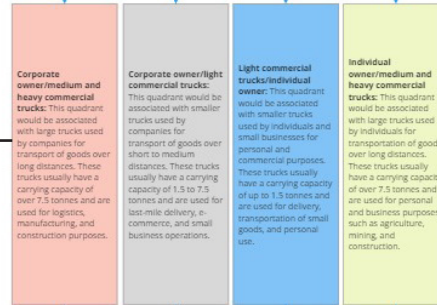 Corporate
owner/medium and
heavy commercial
trucks: This quadrant
would be associated
with large trucks used
by companies for
transport of goods over
long distances. These
trucks usually have a
carrying capacity of
over 7.5 tonnes and are
used for logistics,
manufacturing, and
construction purposes.
Corporate owner/light
commercial trucks:
This quadrant would be
associated with smaller
trucks used by
companies for
transport of goods over
short to medium
distances. These trucks
usually have a carrying
capacity of 1.5 to 7.5
tonnes and are used for
last-mile delivery, e-
commerce, and small
business operations.
Light commercial
trucks/individual
owner: This quadrant
would be associated
with smaller trucks
used by individuals and
small businesses for
personal and
commercial purposes.
These trucks usually
have a carrying capacity
of up to 1.5 tonnes and
are used for delivery,
transportation of small
goods, and personal
use.
Individual
owner/medium and
heavy commercial
trucks: This quadrant
would be associated
with large trucks used
by individuals for
transportation of good
over long distances.
These trucks usually
have a carrying capacit
of over 7.5 tonnes and
are used for personal
and business purposes
such as agriculture,
mining, and
construction.